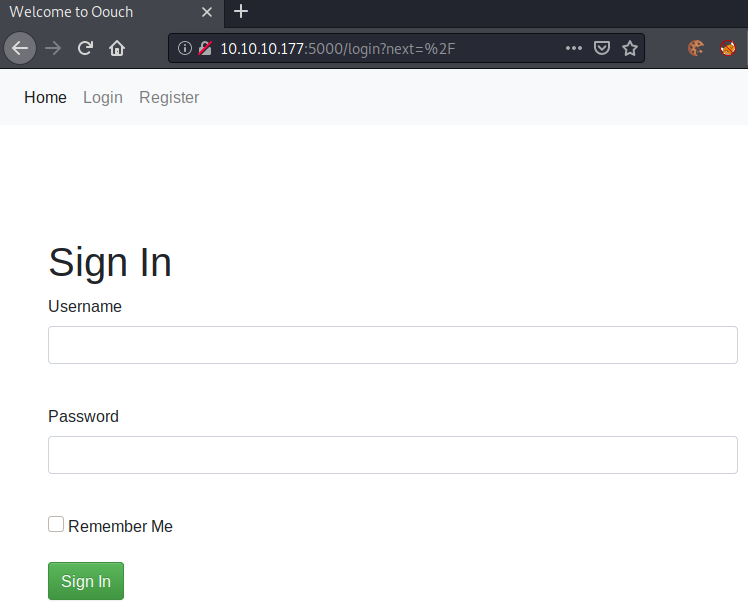 Welcome to Oouch
10.10.10.177:5000/login?next=%2F
Home Login Register
Sign In
Username
Password
Remember Me
Sign In